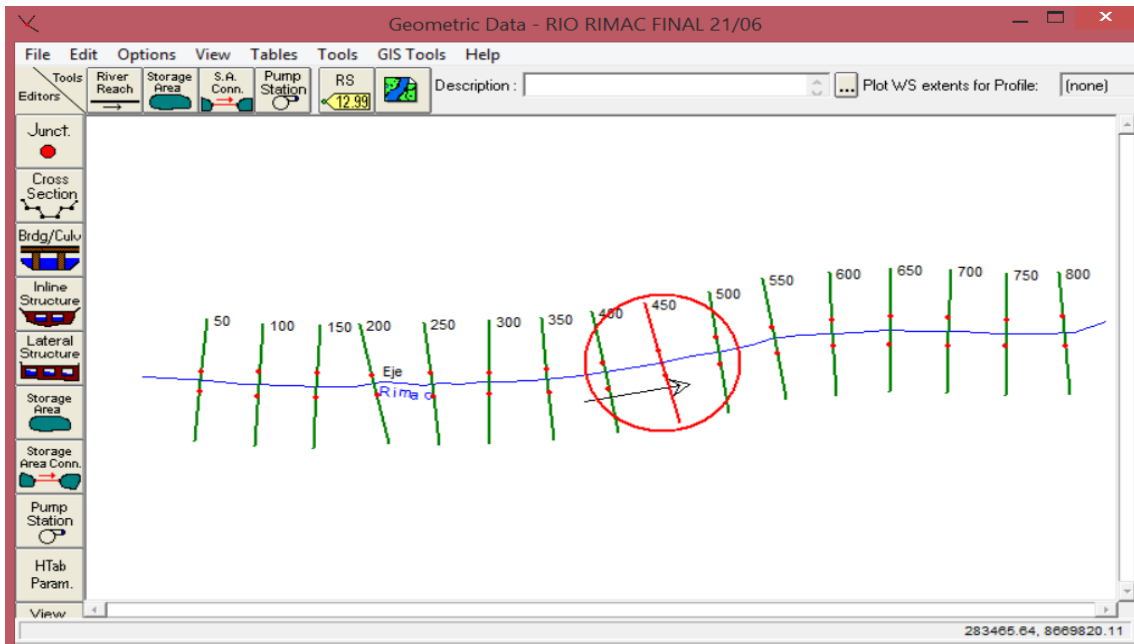 Geometric Data - RIO RIMAC FINAL 21/06
File Edit Options View Tables Tools GIS Tools Help
Tools
Editors
River
Reach
Storage
Area
S.A.
Conn.
Pump
Station
RS
12.99
Description :
...
Plot WS extents for Profile:
(none)
Junct.
Cross
Section
Brdg/Culv
Inline
Structure
Lateral
Structure
Storage
Area
Storage
Area Conn.
Pump
Station
HTab
Param.
View
50 100 150 200 250 300 350 400 450 500 550 600 650 700 750 800
Eje
Rimac
283465.64, 8669820.11